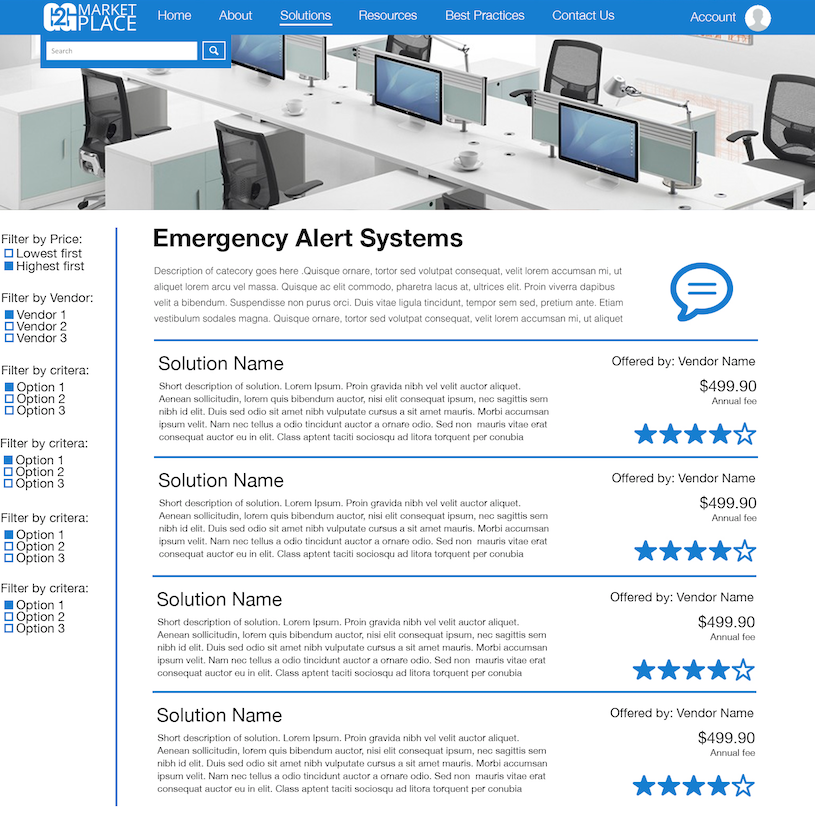 G2G MARKET
PLACE
Home
About
Solutions
Resources
Best Practices
Contact Us
Account
Search
Filter by Price:
Lowest first
Highest first
Filter by Vendor:
Vendor 1
Vendor 2
Vendor 3
Filter by critera:
Option 1
Option 2
Option 3
Filter by critera:
Option 1
Option 2
Option 3
Filter by critera:
Option 1
Option 2
Option 3
Filter by critera:
Option 1
Option 2
Option 3
Emergency Alert Systems
Description of catecory goes here .Quisque ornare, tortor sed volutpat consequat, velit lorem accumsan mi, ut
aliquet lorem arcu vel massa. Quisque ac elit commodo, pharetra lacus at, ultrices elit. Proin viverra dapibus
velit a bibendum. Suspendisse non purus orci. Duis vitae ligula tincidunt, tempor sem sed, pretium ante. Etiam
vestibulum sodales magna. Quisque ornare, tortor sed volutpat consequat, velit lorem accumsan mi, ut aliquet
Solution Name
Short description of solution. Lorem Ipsum. Proin gravida nibh vel velit auctor aliquet.
Aenean sollicitudin, lorem quis bibendum auctor, nisi elit consequat ipsum, nec sagittis sem
nibh id elit. Duis sed odio sit amet nibh vulputate cursus a sit amet mauris. Morbi accumsan
ipsum velit. Nam nec tellus a odio tincidunt auctor a ornare odio. Sed non  mauris vitae erat
consequat auctor eu in elit. Class aptent taciti sociosqu ad litora torquent per conubia
Offered by: Vendor Name
$499.90
Annual fee
Solution Name
Short description of solution. Lorem Ipsum. Proin gravida nibh vel velit auctor aliquet.
Aenean sollicitudin, lorem quis bibendum auctor, nisi elit consequat ipsum, nec sagittis sem
nibh id elit. Duis sed odio sit amet nibh vulputate cursus a sit amet mauris. Morbi accumsan
ipsum velit. Nam nec tellus a odio tincidunt auctor a ornare odio. Sed non  mauris vitae erat
consequat auctor eu in elit. Class aptent taciti sociosqu ad litora torquent per conubia
Offered by: Vendor Name
$499.90
Annual fee
Solution Name
Short description of solution. Lorem Ipsum. Proin gravida nibh vel velit auctor aliquet.
Aenean sollicitudin, lorem quis bibendum auctor, nisi elit consequat ipsum, nec sagittis sem
nibh id elit. Duis sed odio sit amet nibh vulputate cursus a sit amet mauris. Morbi accumsan
ipsum velit. Nam nec tellus a odio tincidunt auctor a ornare odio. Sed non  mauris vitae erat
consequat auctor eu in elit. Class aptent taciti sociosqu ad litora torquent per conubia
Offered by: Vendor Name
$499.90
Annual fee
Solution Name
Short description of solution. Lorem Ipsum. Proin gravida nibh vel velit auctor aliquet.
Aenean sollicitudin, lorem quis bibendum auctor, nisi elit consequat ipsum, nec sagittis sem
nibh id elit. Duis sed odio sit amet nibh vulputate cursus a sit amet mauris. Morbi accumsan
ipsum velit. Nam nec tellus a odio tincidunt auctor a ornare odio. Sed non  mauris vitae erat
consequat auctor eu in elit. Class aptent taciti sociosqu ad litora torquent per conubia
Offered by: Vendor Name
$499.90
Annual fee